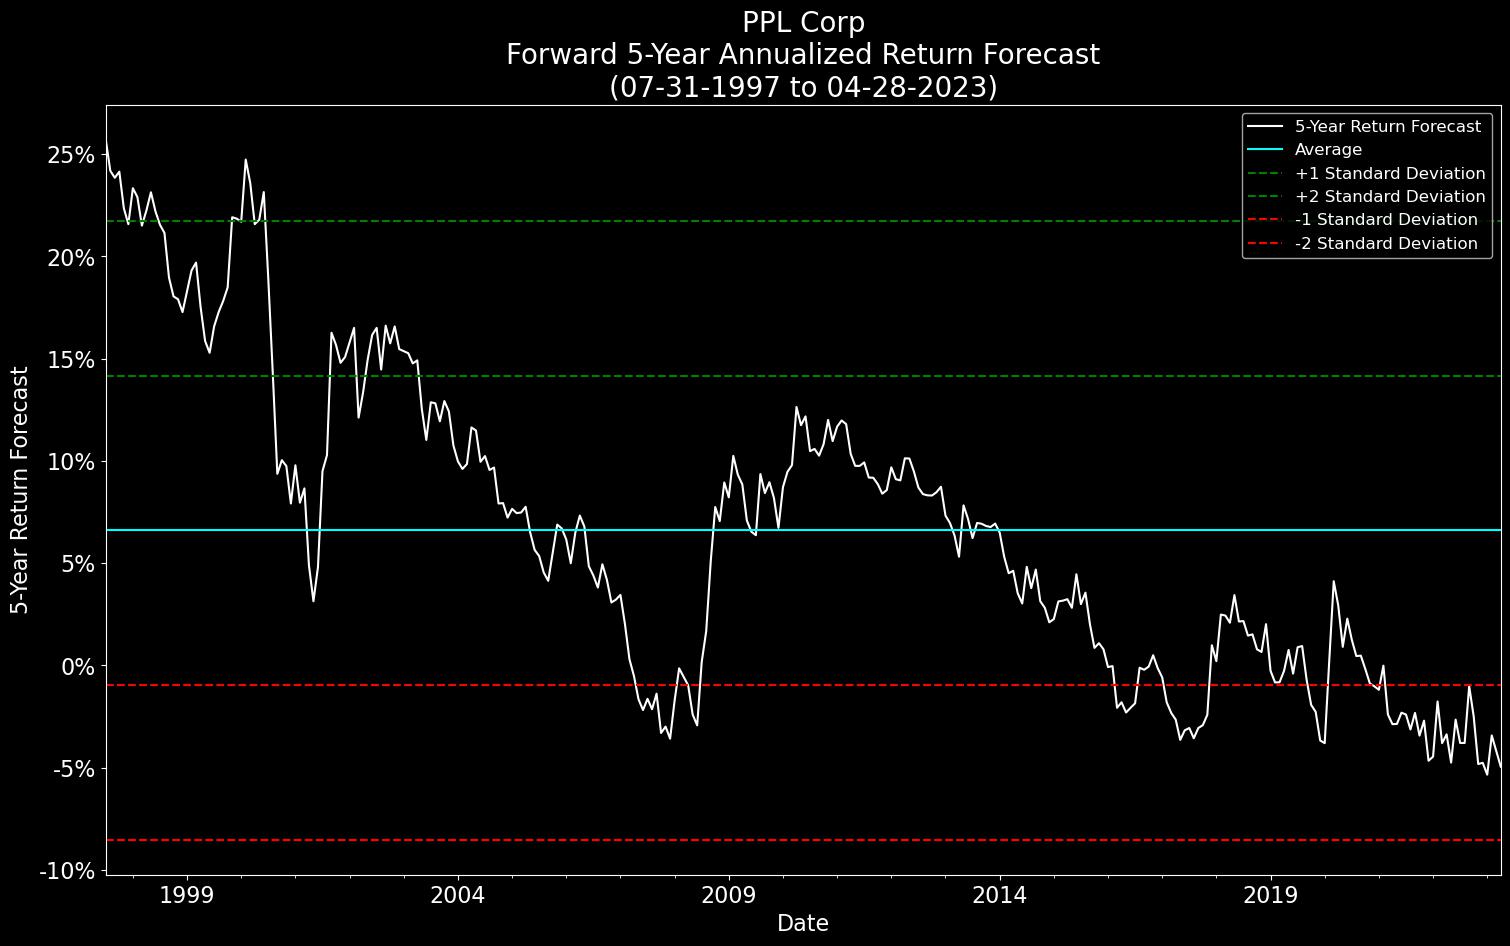 PPL Corp
Forward 5-Year Annualized Return Forecast
(07-31-1997 to 04-28-2023)
5-Year Return Forecast
Average
+1 Standard Deviation
+2 Standard Deviation
-1 Standard Deviation
-2 Standard Deviation
25%
20%
15%
10%
5%
0%
-5%
-10%
5-Year Return Forecast
1999
2004
2009
2014
2019
Date